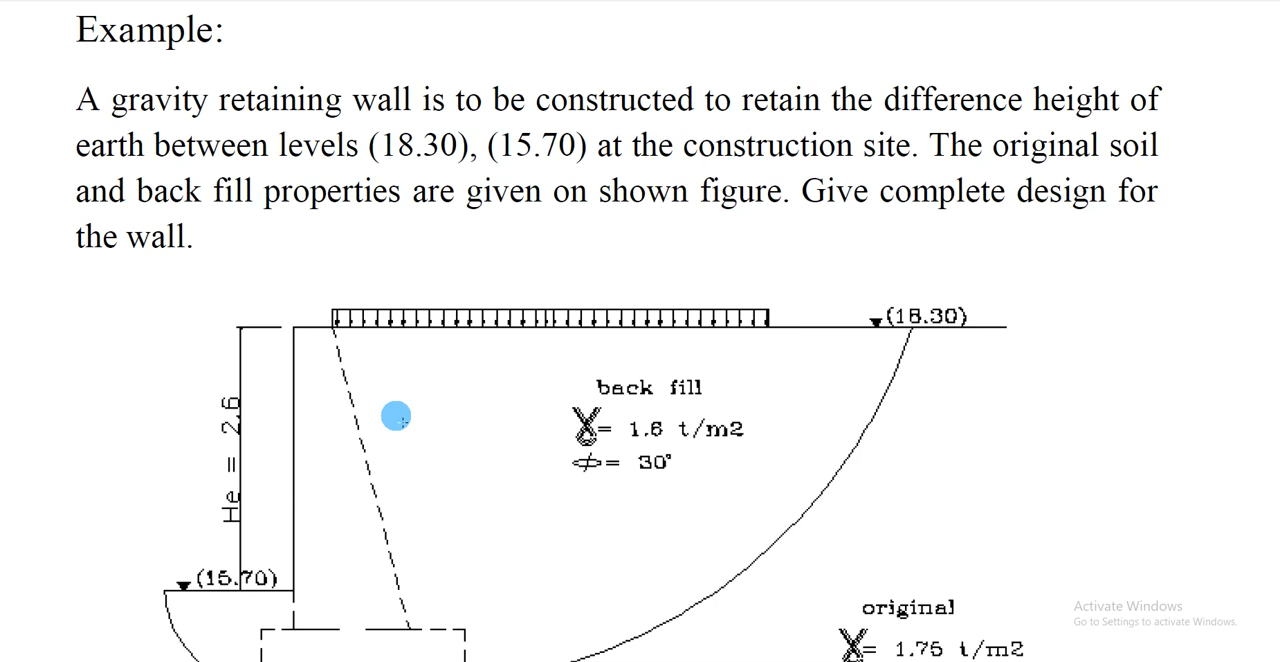 Example:
A gravity retaining wall is to be constructed to retain the difference height of
earth between levels (18.30), (15.70) at the construction site. The original soil
and back fill properties are given on shown figure. Give complete design for
the wall.
(18.30)
back fill
γ= 1.6 t/m2
ϕ= 30°
He = 2.6
(15.70)
original
γ= 1.75 t/m2
Activate Windows
Go to Settings to activate Windows.